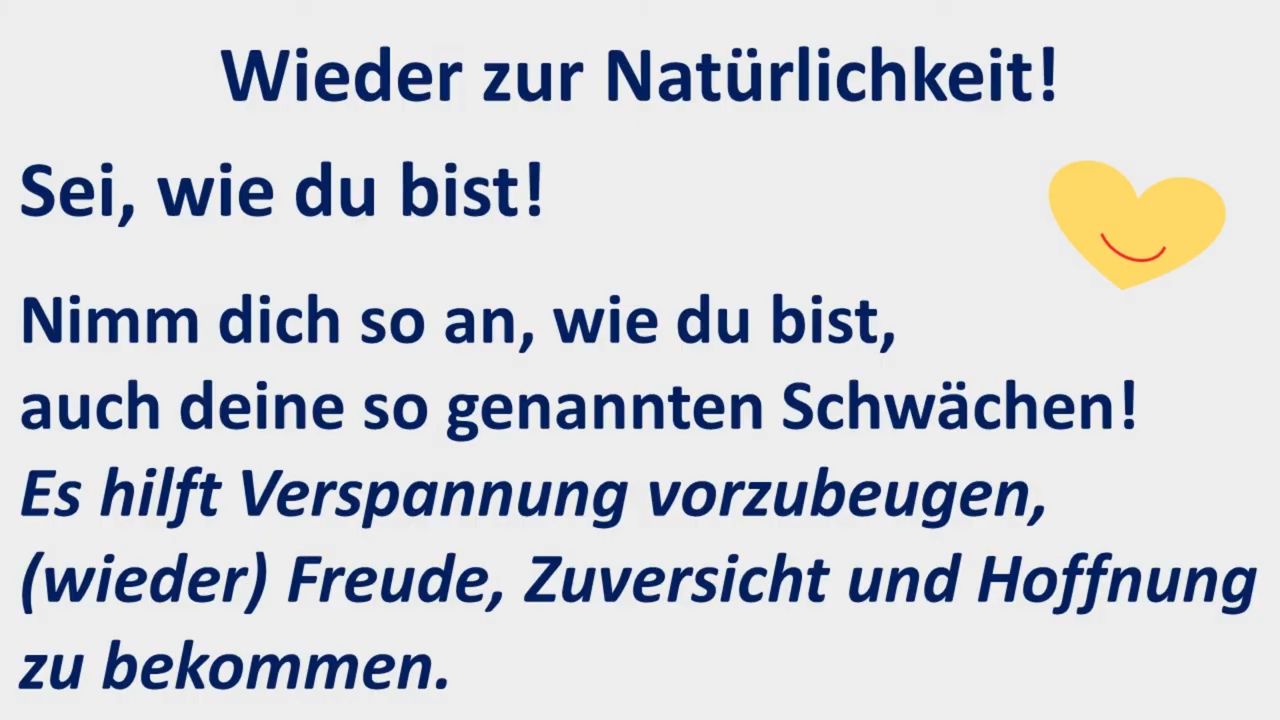 Wieder zur Natürlichkeit!
Sei, wie du bist!
Nimm dich so an, wie du bist,
auch deine so genannten Schwächen!
Es hilft Verspannung vorzubeugen,
(wieder) Freude, Zuversicht und Hoffnung
zu bekommen.